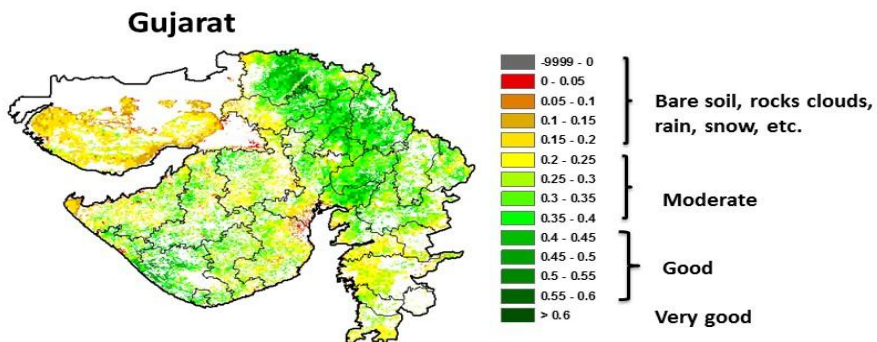 Gujarat
-9999 - 0
0 - 0.05
0.05 - 0.1
0.1 - 0.15
0.15 - 0.2
0.2 - 0.25
0.25 - 0.3
0.3 - 0.35
0.35 - 0.4
0.4 - 0.45
0.45 - 0.5
0.5 - 0.55
0.55 - 0.6
> 0.6
Bare soil, rocks clouds,
rain, snow, etc.
Moderate
Good
Very good